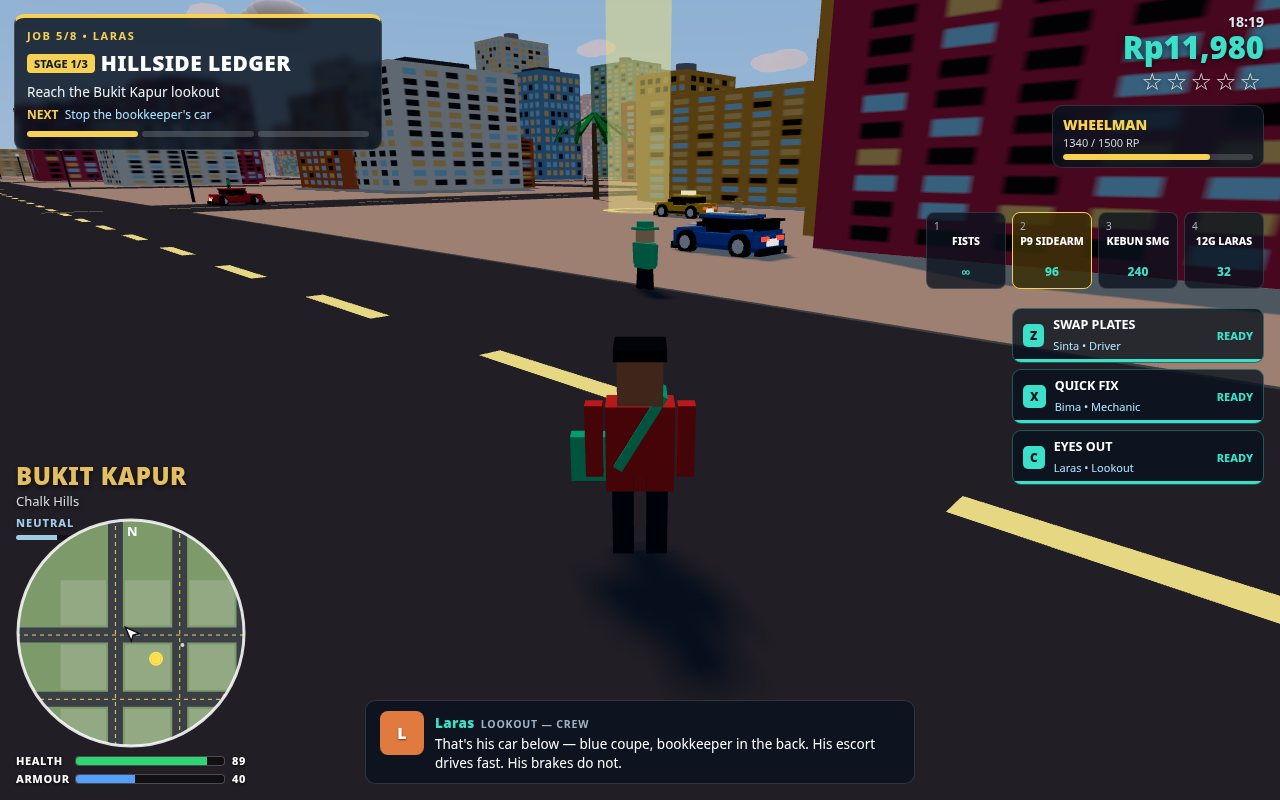 JOB 5/8 • LARAS
STAGE 1/3 HILLSIDE LEDGER
Reach the Bukit Kapur lookout
NEXT Stop the bookkeeper's car
18:19
Rp11,980
WHEELMAN
1340 / 1500 RP
1 FISTS ∞
2 P9 SIDEARM 96
3 KEBUN SMG 240
4 12G LARAS 32
Z SWAP PLATES READY
Sinta • Driver
X QUICK FIX READY
Bima • Mechanic
C EYES OUT READY
Laras • Lookout
BUKIT KAPUR
Chalk Hills
NEUTRAL
N
HEALTH 89
ARMOUR 40
L
Laras LOOKOUT — CREW
That's his car below — blue coupe, bookkeeper in the back. His escort
drives fast. His brakes do not.